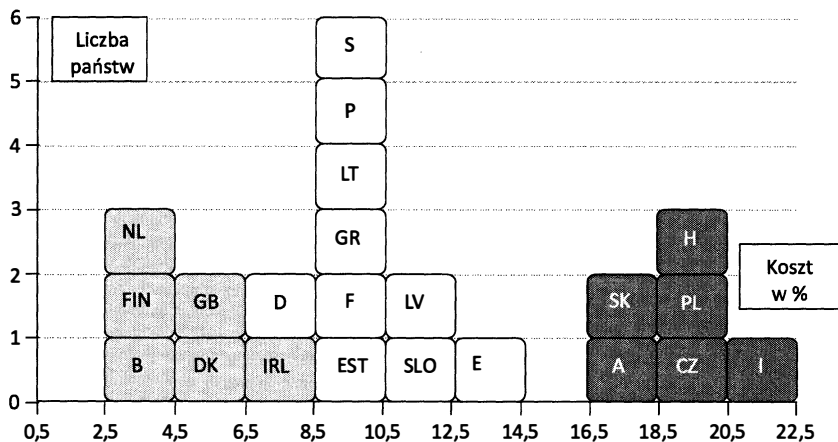 6
Liczba
państw
S
5
P
4
LT
3
NL
GR
H
Koszt
w %
2
FIN
GB
D
F
LV
SK
PL
1
B
DK
IRL
EST
SLO
E
A
CZ
I
0
0,5 2,5 4,5 6,5 8,5 10,5 12,5 14,5 16,5 18,5 20,5 22,5